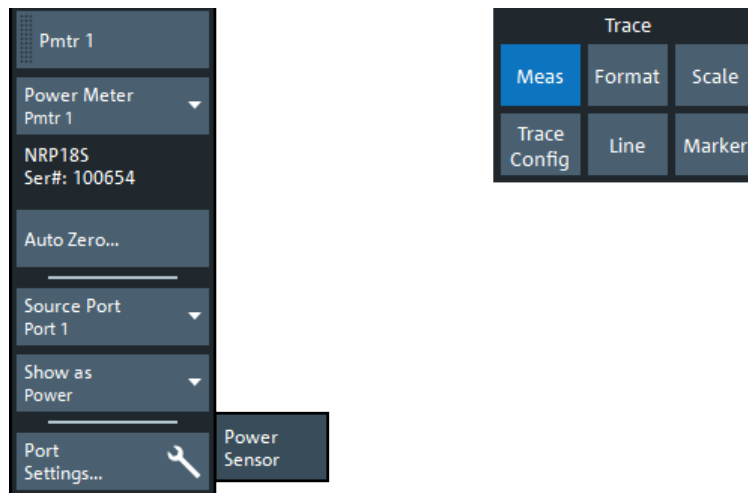 Pmtr 1
Power Meter
Pmtr 1
NRP18S
Ser#: 100654
Auto Zero...
Source Port
Port 1
Show as
Power
Port
Settings...
Power
Sensor
Trace
Meas
Format
Scale
Trace
Config
Line
Marker